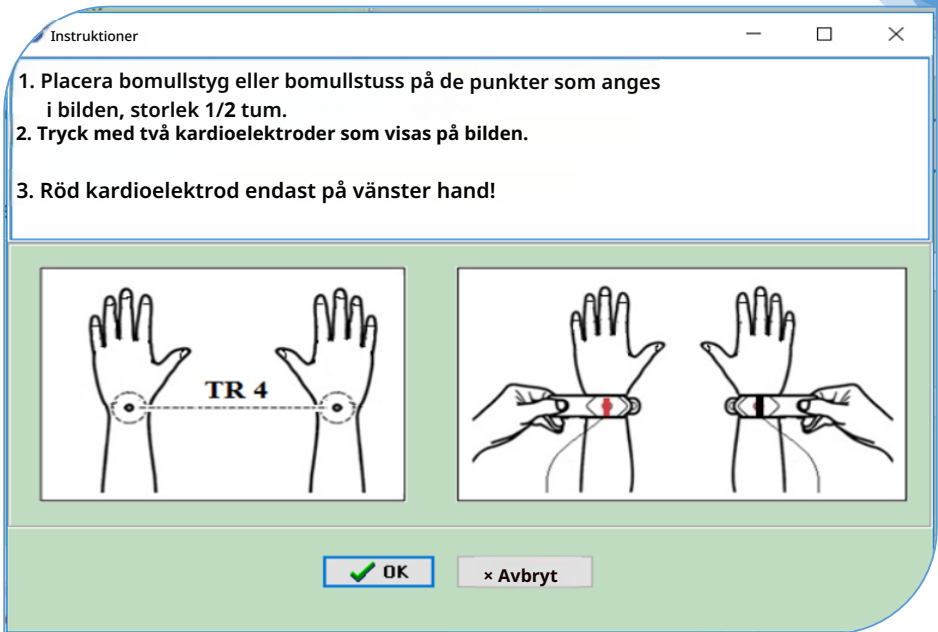 Instruktioner
1. Placera bomullstyg eller bomullstuss på de punkter som anges
i bilden, storlek 1/2 tum.
2. Tryck med två kardioelektroder som visas på bilden.
3. Röd kardioelektrod endast på vänster hand!
TR 4
OK
× Avbryt